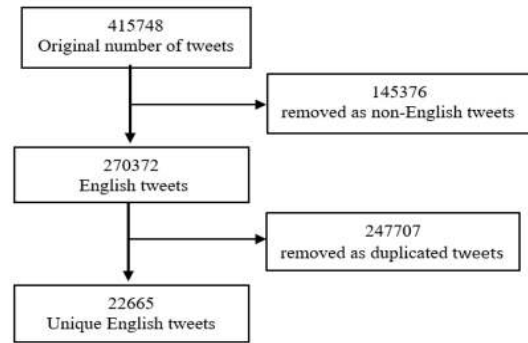 415748
Original number of tweets
145376
removed as non-English tweets
270372
English tweets
247707
removed as duplicated tweets
22665
Unique English tweets